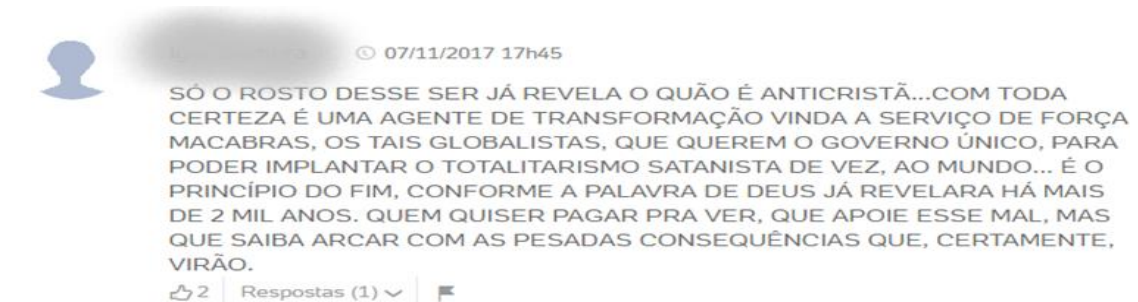 07/11/2017 17h45
SÓ O ROSTO DESSE SER JÁ REVELA O QUÃO É ANTICRISTÃ...COM TODA
CERTEZA É UMA AGENTE DE TRANSFORMAÇÃO VINDA A SERVIÇO DE FORÇA
MACABRAS, OS TAIS GLOBALISTAS, QUE QUEREM O GOVERNO ÚNICO, PARA
PODER IMPLANTAR O TOTALITARISMO SATANISTA DE VEZ, AO MUNDO... É O
PRINCÍPIO DO FIM, CONFORME A PALAVRA DE DEUS JÁ REVELARA HÁ MAIS
DE 2 MIL ANOS. QUEM QUISER PAGAR PRA VER, QUE APOIE ESSE MAL, MAS
QUE SAIBA ARCAR COM AS PESADAS CONSEQUÊNCIAS QUE, CERTAMENTE,
VIRÃO.
2 Respostas (1)